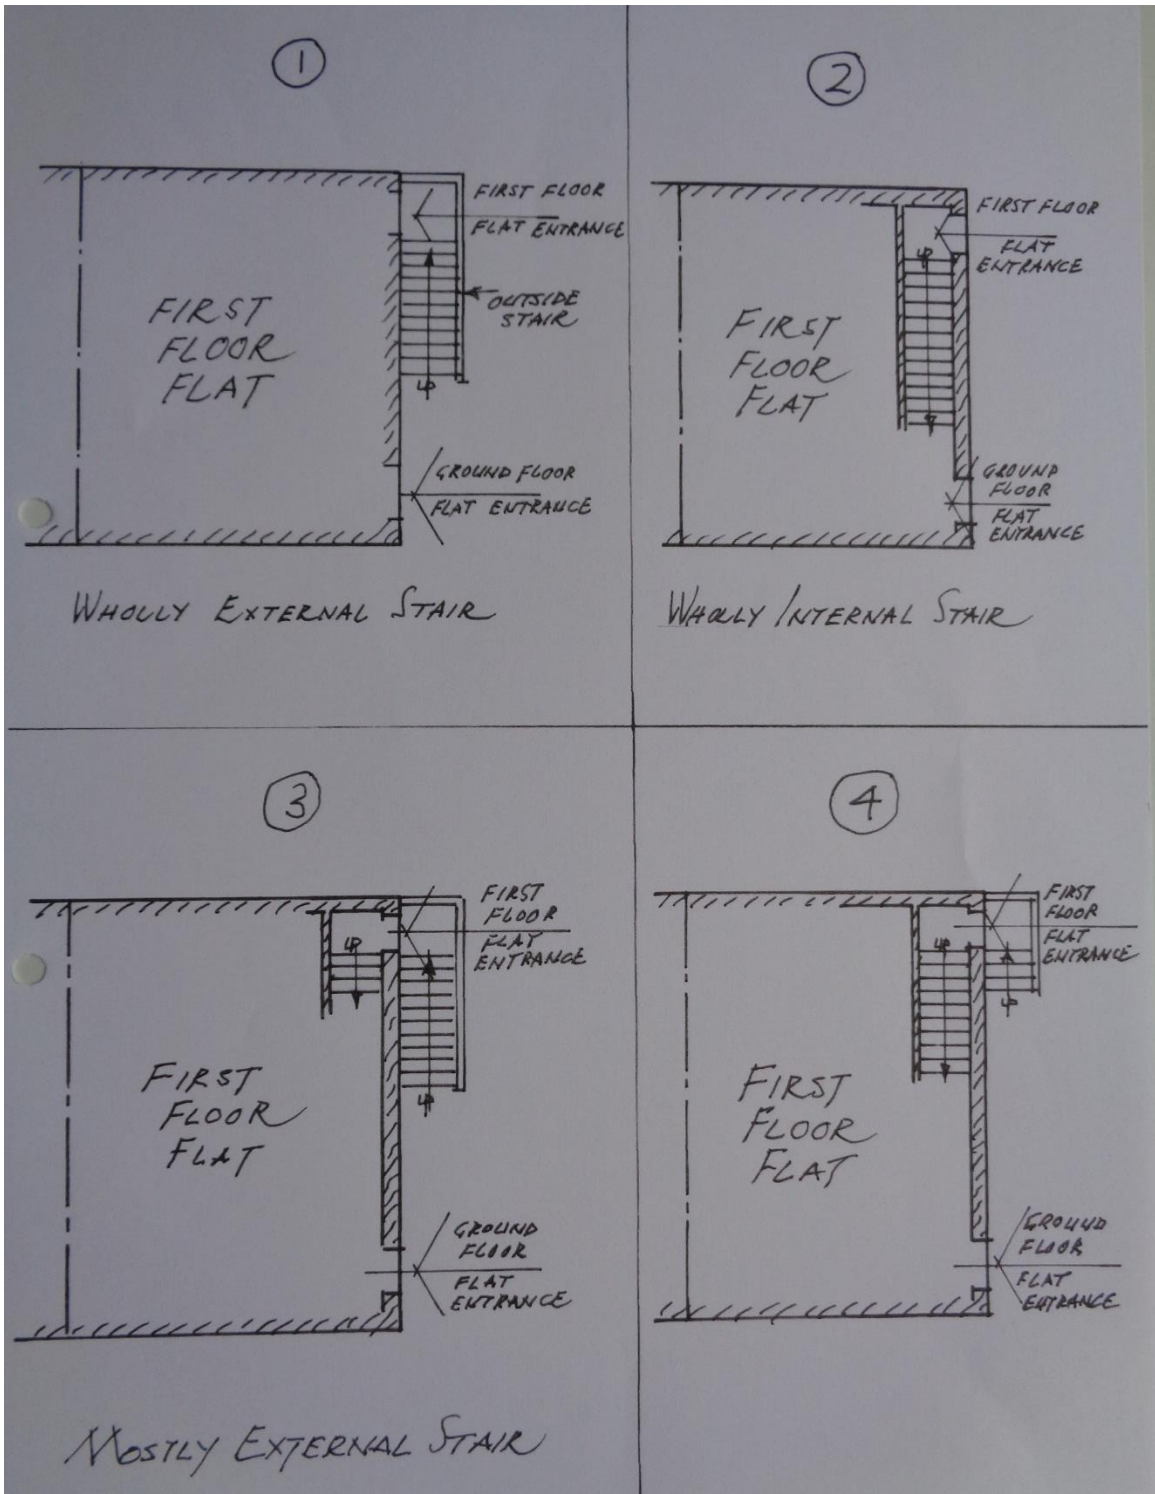 1
FIRST FLOOR
FLAT ENTRANCE
OUTSIDE
STAIR
UP
FIRST
FLOOR
FLAT
GROUND FLOOR
FLAT ENTRANCE
WHOLLY EXTERNAL STAIR
2
FIRST FLOOR
FLAT
ENTRANCE
UP
FIRST
FLOOR
FLAT
GROUND
FLOOR
FLAT
ENTRANCE
WHOLLY INTERNAL STAIR
3
FIRST
FLOOR
FLAT
ENTRANCE
UP
UP
FIRST
FLOOR
FLAT
GROUND
FLOOR
FLAT
ENTRANCE
MOSTLY EXTERNAL STAIR
4
FIRST
FLOOR
FLAT
ENTRANCE
UP
UP
FIRST
FLOOR
FLAT
GROUND
FLOOR
FLAT
ENTRANCE